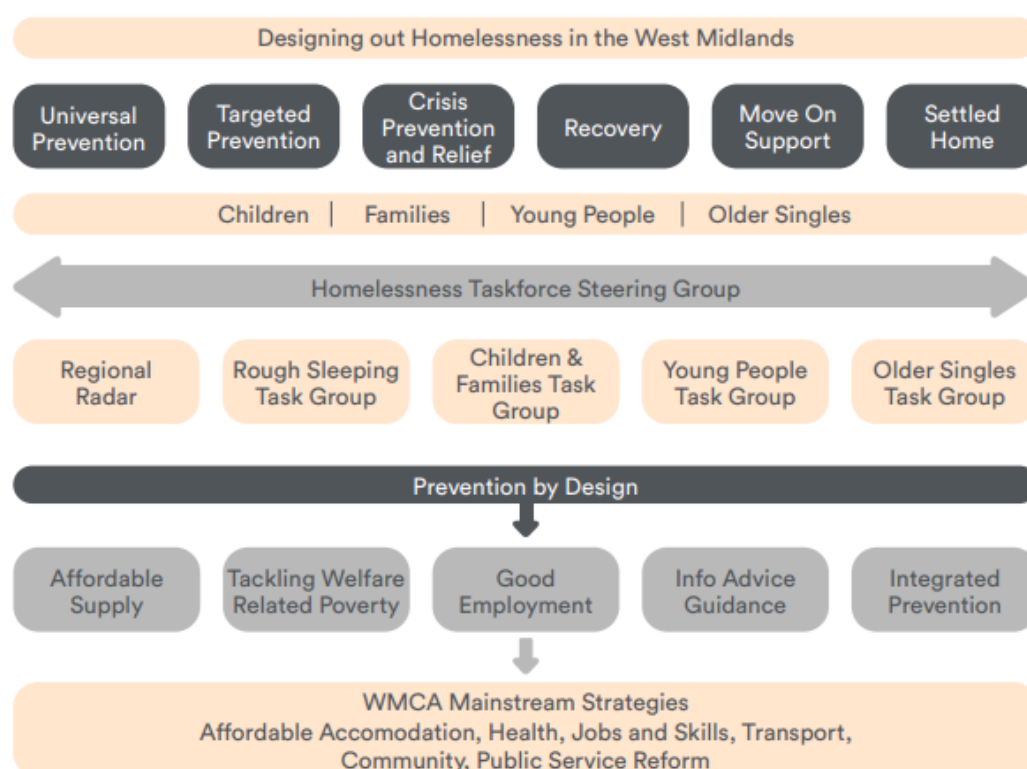 Designing out Homelessness in the West Midlands
Universal
Prevention
Targeted
Prevention
Crisis
Prevention
and Relief
Recovery
Move On
Support
Settled
Home
Children | Families | Young People | Older Singles
Homelessness Taskforce Steering Group
Regional
Radar
Rough Sleeping
Task Group
Children &
Families Task
Group
Young People
Task Group
Older Singles
Task Group
Prevention by Design
Affordable
Supply
Tackling Welfare
Related Poverty
Good
Employment
Info Advice
Guidance
Integrated
Prevention
WMCA Mainstream Strategies
Affordable Accomodation, Health, Jobs and Skills, Transport,
Community, Public Service Reform